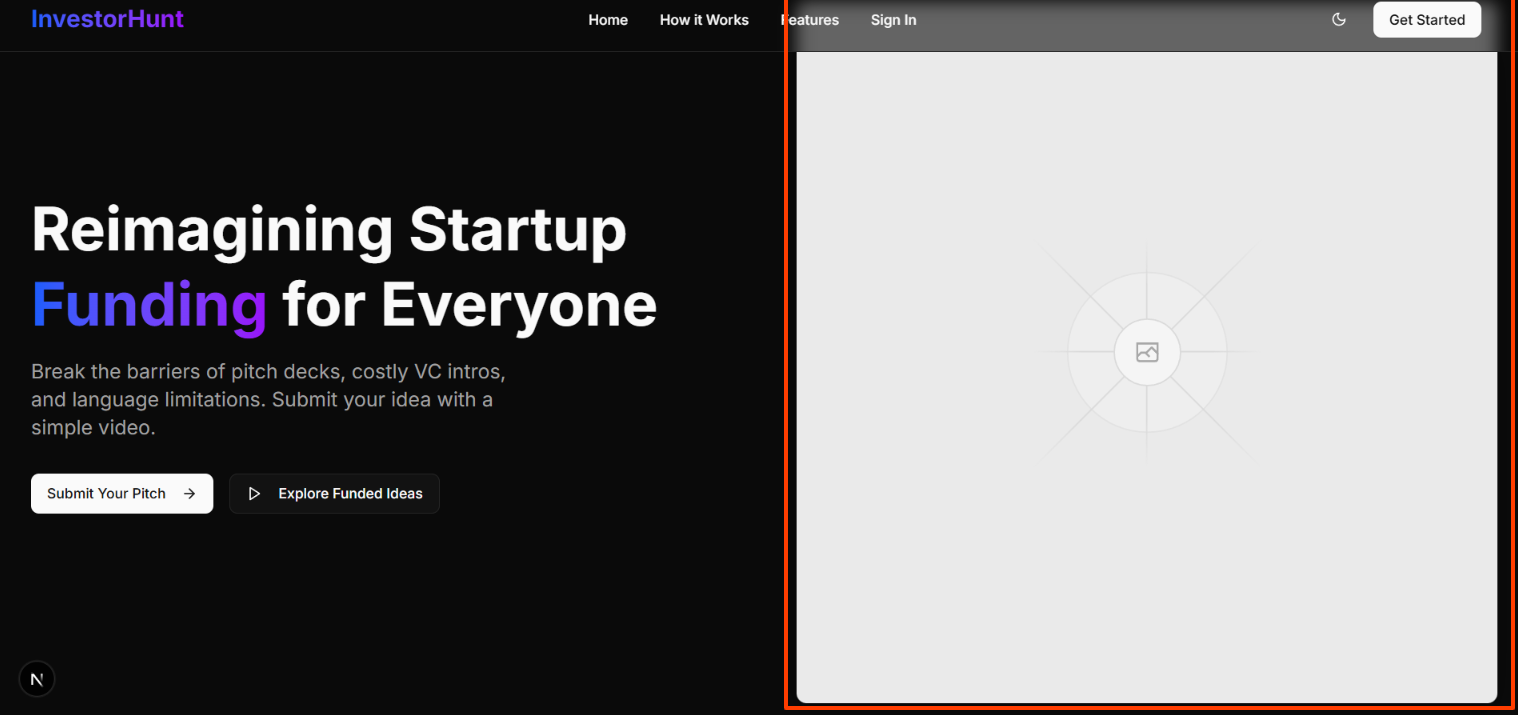 InvestorHunt
Home How it Works Features Sign In
Get Started
Reimagining Startup
Funding for Everyone
Break the barriers of pitch decks, costly VC intros,
and language limitations. Submit your idea with a
simple video.
Submit Your Pitch
Explore Funded Ideas
N